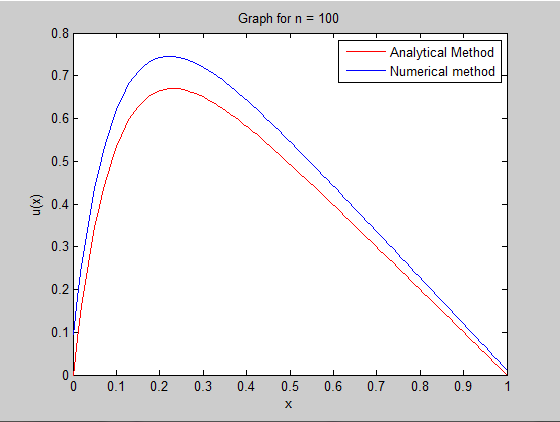 Graph for n = 100
Analytical Method
Numerical method
0.8
0.7
0.6
0.5
0.4
0.3
0.2
0.1
0
u(x)
0 0.1 0.2 0.3 0.4 0.5 0.6 0.7 0.8 0.9 1
x